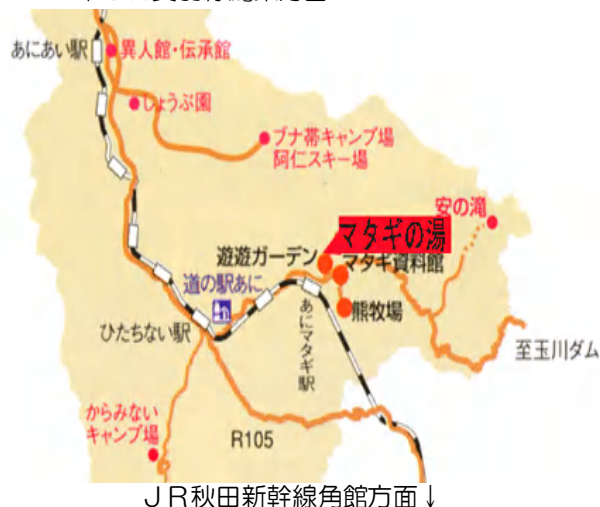 あにあい駅
異人館・伝承館
しょうぶ園
ブナ帯キャンプ場
阿仁スキー場
安の滝
マタギの湯
遊遊ガーデン
マタギ資料館
道の駅あに
熊牧場
ひたちない駅
あにマタギ駅
至玉川ダム
からみない
キャンプ場
R105
ＪＲ秋田新幹線角館方面↓